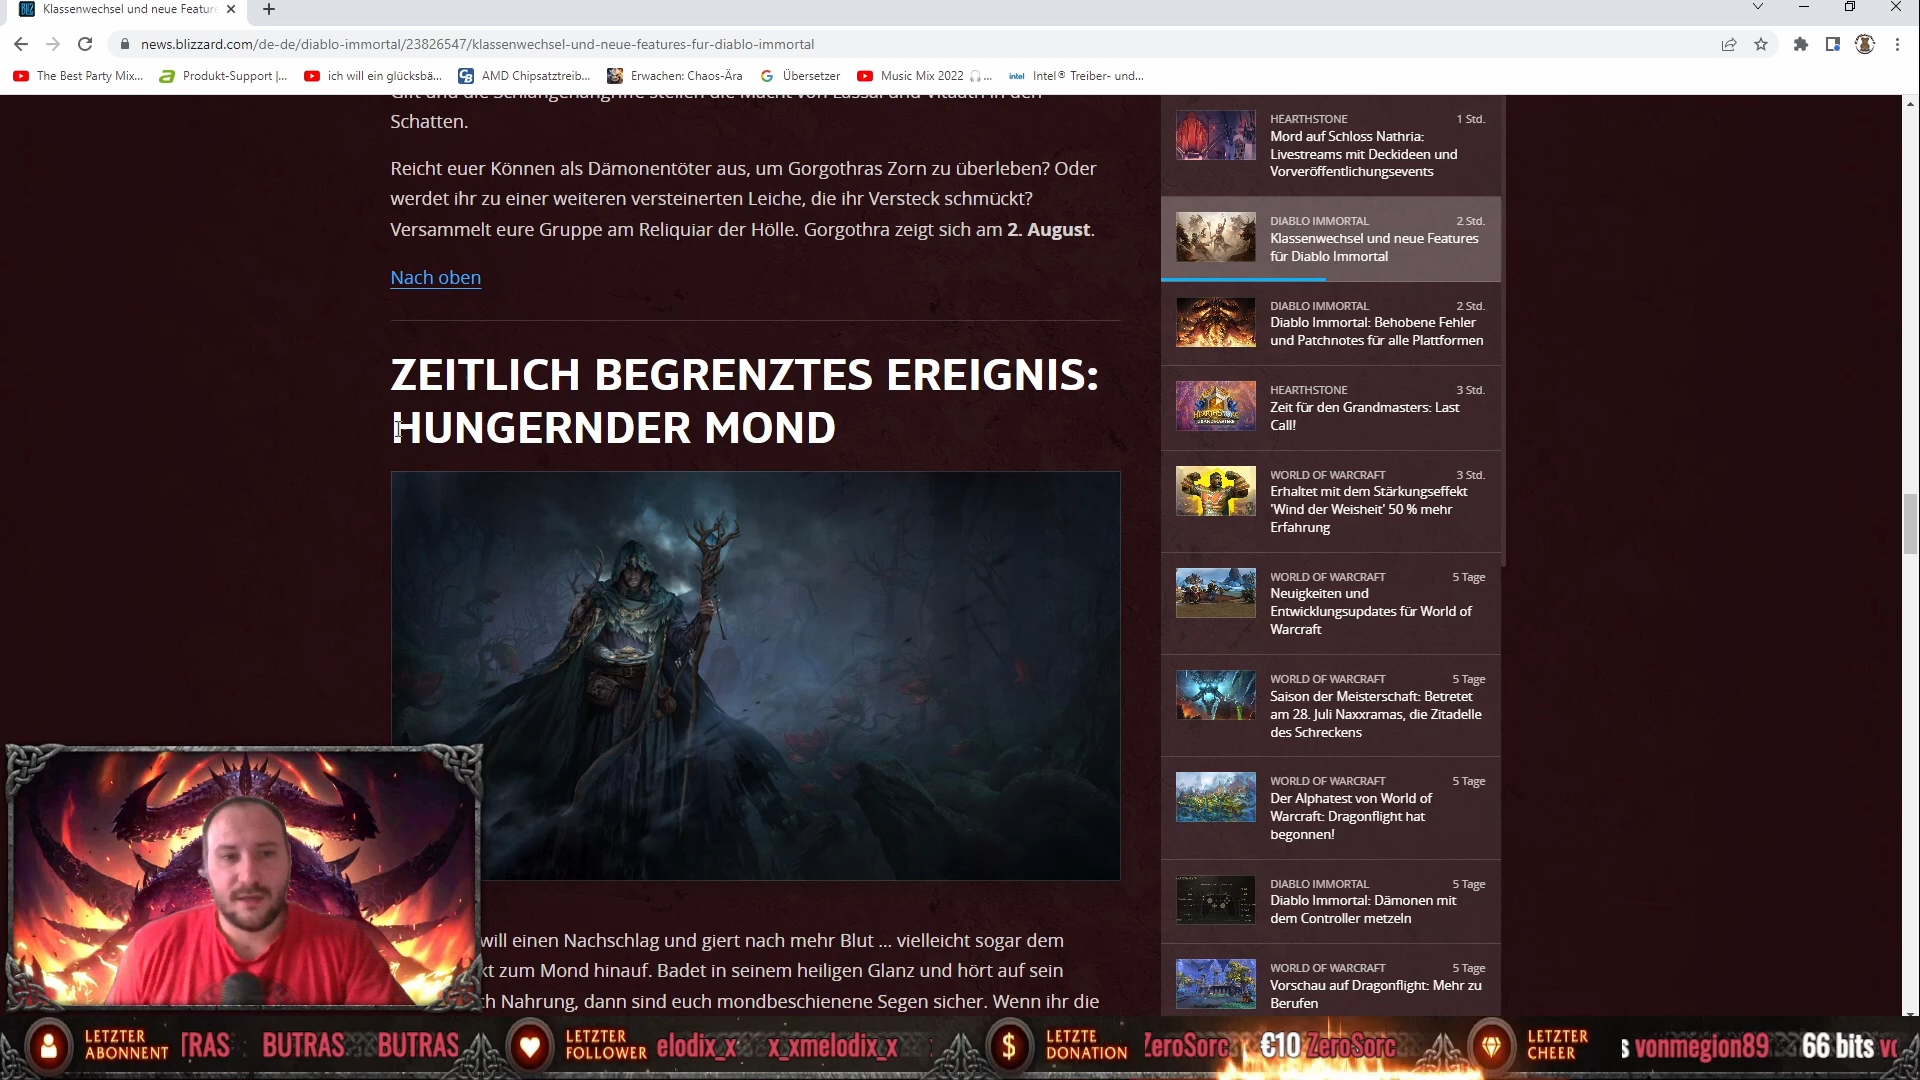 Klassenwechsel und neue Feature
news.blizzard.com/de-de/diablo-immortal/23826547/klassenwechsel-und-neue-features-fur-diablo-immortal
The Best Party Mix...
Produkt-Support |...
ich will ein glücksbä...
AMD Chipsatztreib...
Erwachen: Chaos-Ära
Übersetzer
Music Mix 2022 🎧...
Intel® Treiber- und...
Gift und die Schlangenangriffe stellen die Macht von Lassal und Vitaath in den
Schatten.
Reicht euer Können als Dämonentöter aus, um Gorgothras Zorn zu überleben? Oder
werdet ihr zu einer weiteren versteinerten Leiche, die ihr Versteck schmückt?
Versammelt eure Gruppe am Reliquiar der Hölle. Gorgothra zeigt sich am 2. August.
Nach oben
ZEITLICH BEGRENZTES EREIGNIS:
HUNGERNDER MOND
will einen Nachschlag und giert nach mehr Blut ... vielleicht sogar dem
kt zum Mond hinauf. Badet in seinem heiligen Glanz und hört auf sein
ch Nahrung, dann sind euch mondbeschienene Segen sicher. Wenn ihr die
HEARTHSTONE 1 Std.
Mord auf Schloss Nathria:
Livestreams mit Deckideen und
Vorveröffentlichungsevents
DIABLO IMMORTAL 2 Std.
Klassenwechsel und neue Features
für Diablo Immortal
DIABLO IMMORTAL 2 Std.
Diablo Immortal: Behobene Fehler
und Patchnotes für alle Plattformen
HEARTHSTONE 3 Std.
Zeit für den Grandmasters: Last
Call!
WORLD OF WARCRAFT 3 Std.
Erhaltet mit dem Stärkungseffekt
'Wind der Weisheit' 50 % mehr
Erfahrung
WORLD OF WARCRAFT 5 Tage
Neuigkeiten und
Entwicklungsupdates für World of
Warcraft
WORLD OF WARCRAFT 5 Tage
Saison der Meisterschaft: Betretet
am 28. Juli Naxxramas, die Zitadelle
des Schreckens
WORLD OF WARCRAFT 5 Tage
Der Alphatest von World of
Warcraft: Dragonflight hat
begonnen!
DIABLO IMMORTAL 5 Tage
Diablo Immortal: Dämonen mit
dem Controller metzeln
WORLD OF WARCRAFT 5 Tage
Vorschau auf Dragonflight: Mehr zu
Berufen
LETZTER
ABONNENT
TRAS BUTRAS BUTRAS
LETZTER
FOLLOWER
elodix_x x_xmelodix_x
LETZTE
DONATION
ZeroSorc €10 ZeroSorc
LETZTER
CHEER
s vonmegion89 66 bits vo